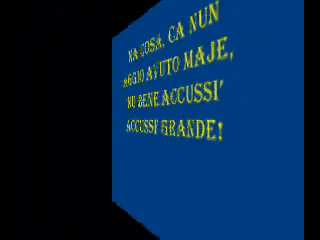 NA COSA, CA NUN
AGGIO AVUTO MAJE,
NU BENE ACCUSSI'
ACCUSSI GRANDE!